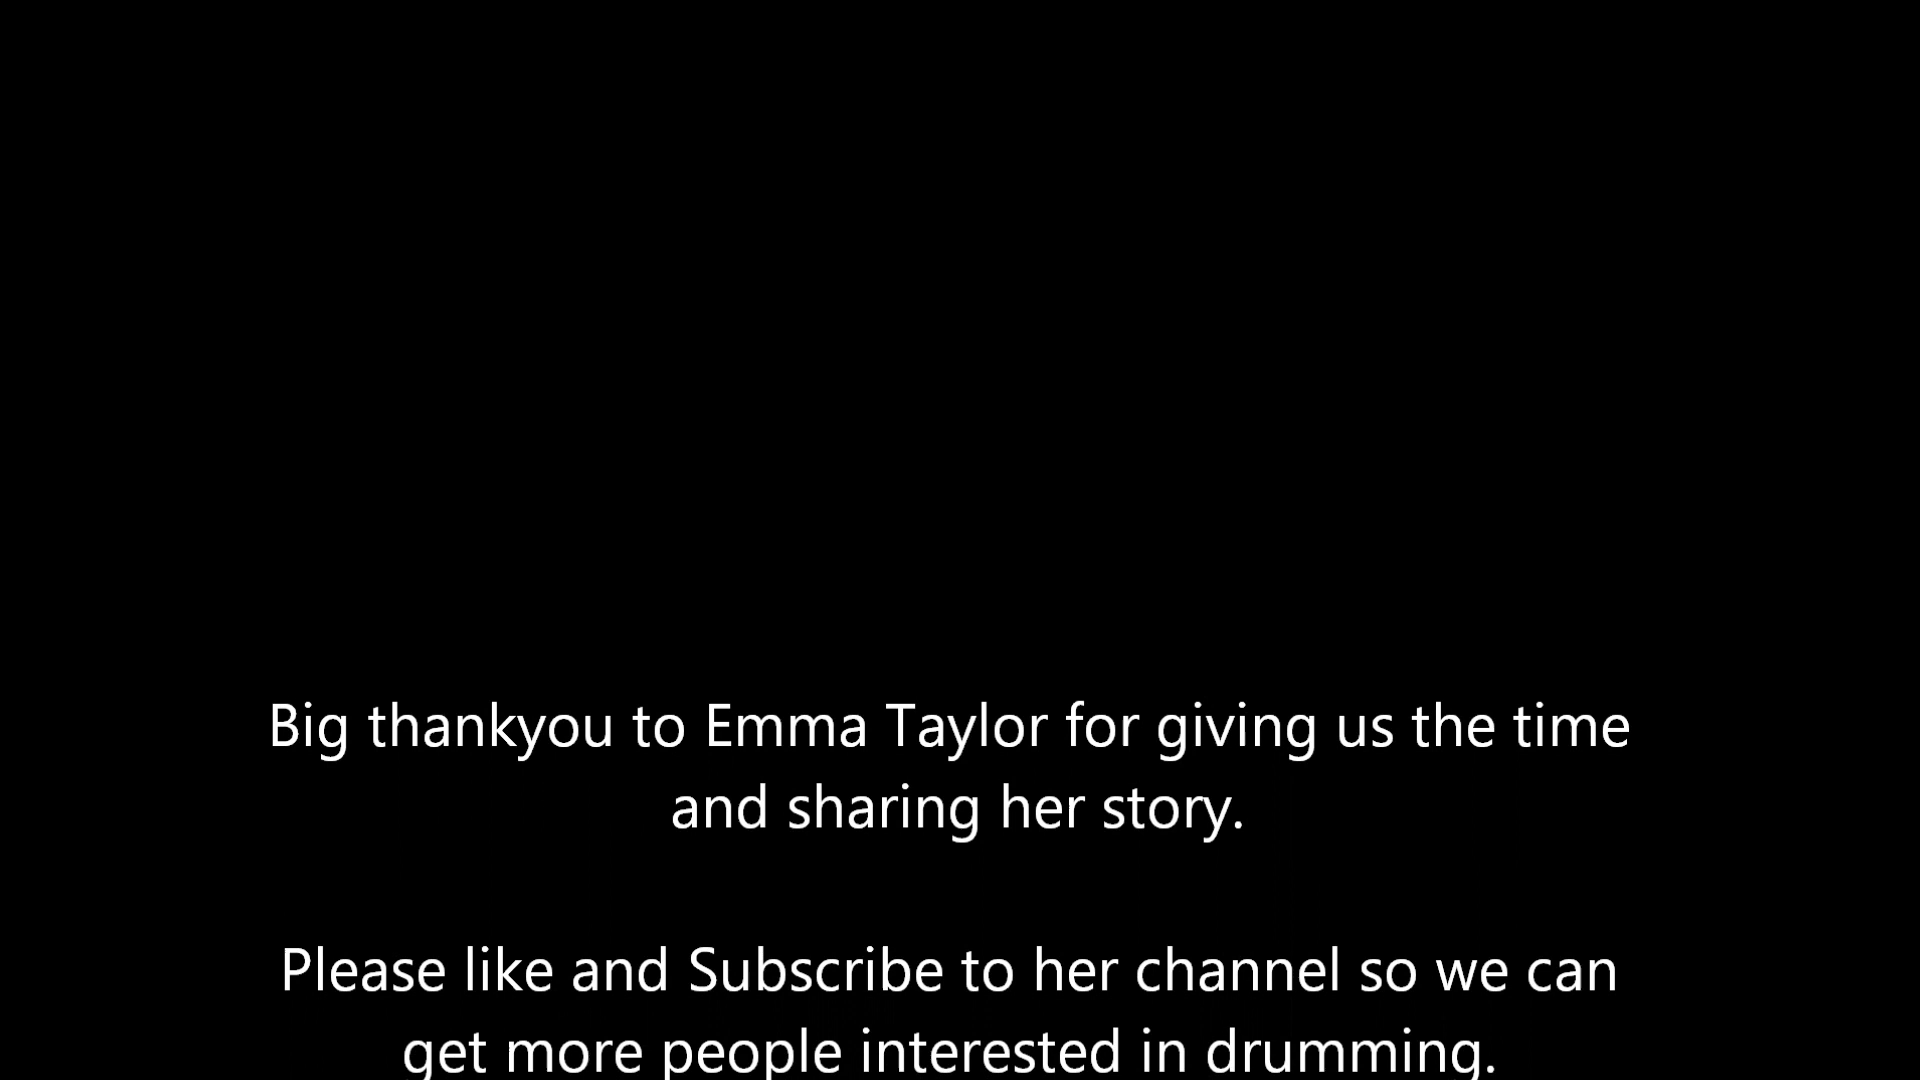 Big thankyou to Emma Taylor for giving us the time
and sharing her story.
Please like and Subscribe to her channel so we can
get more people interested in drumming.